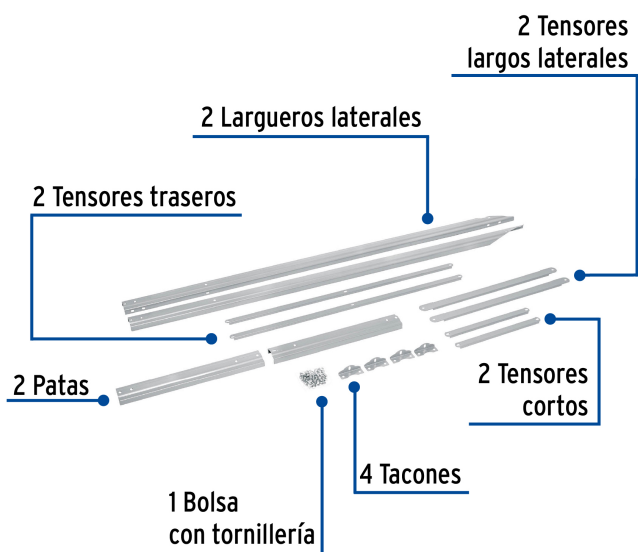 2 Tensores
largos laterales
2 Largueros laterales
2 Tensores traseros
2 Patas
2 Tensores
cortos
4 Tacones
1 Bolsa
con tornillería